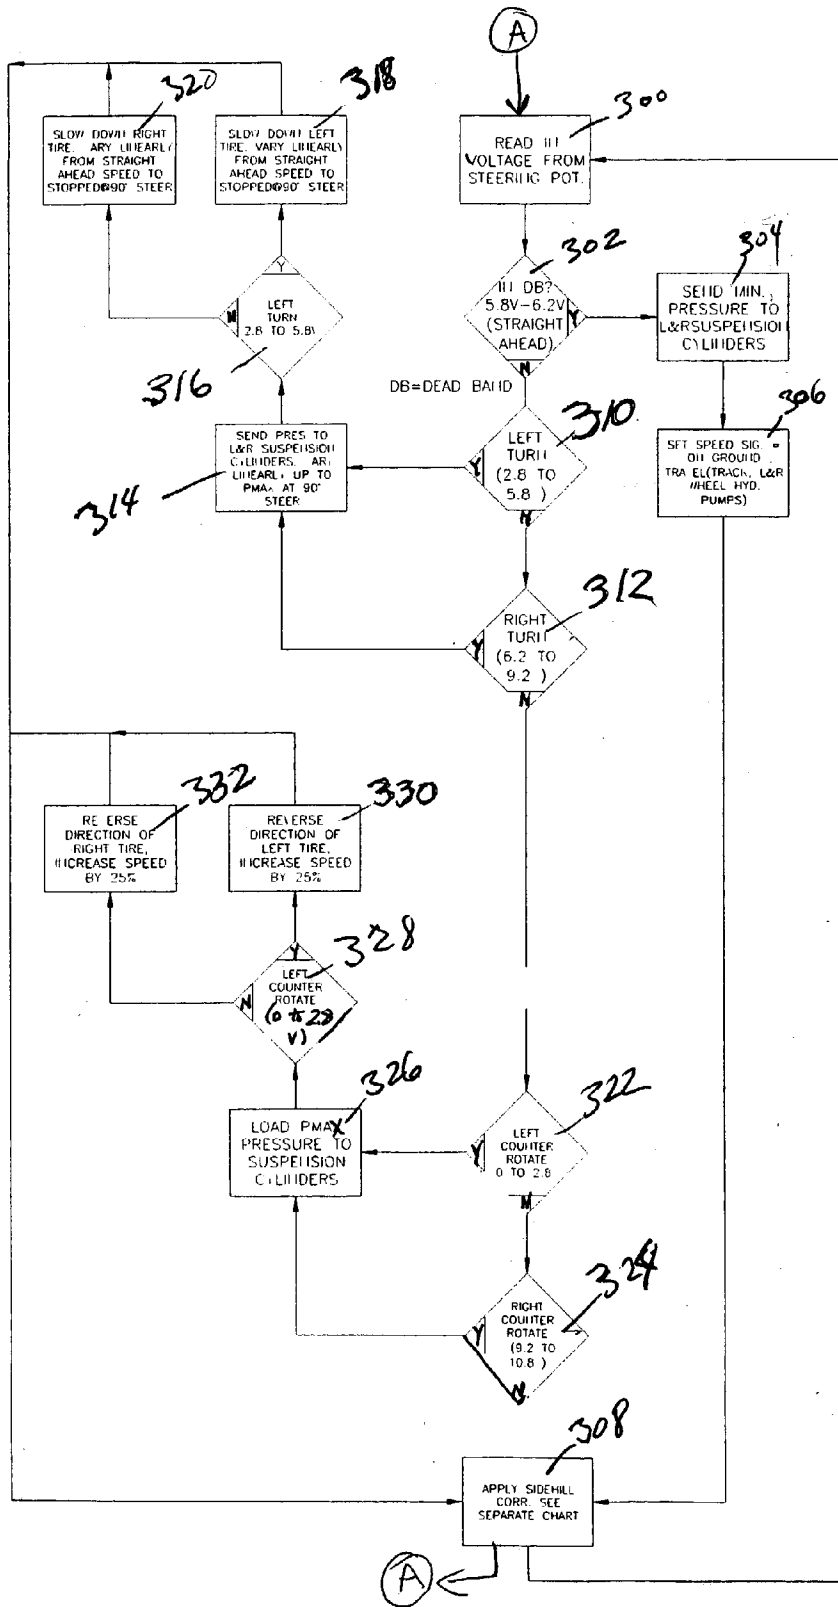 A
300
READ IN
VOLTAGE FROM
STEERING POT.
302
IN DB?
5.8V-6.2V
(STRAIGHT
AHEAD)
Y
N
DB=DEAD BAND
304
SEND MIN.
PRESSURE TO
L&RSUSPENSION
CYLINDERS
306
SET SPEED SIG. =
ON GROUND
TRA EL(TRACK, L&R
WHEEL HYD.
PUMPS)
310
LEFT
TURN
(2.8 TO
5.8 )
Y
N
312
RIGHT
TURN
(6.2 TO
9.2 )
Y
N
314
SEND PRES TO
L&R SUSPENSION
CYLINDERS. ARY
LINEARLY UP TO
PMAX AT 90°
STEER
316
LEFT
TURN
2.8 TO 5.8V
Y
N
318
SLOW DOWN LEFT
TIRE. VARY LINEARLY
FROM STRAIGHT
AHEAD SPEED TO
STOPPED@90° STEER
320
SLOW DOWN RIGHT
TIRE. ARY LINEARLY
FROM STRAIGHT
AHEAD SPEED TO
STOPPED@90° STEER
322
LEFT
COUNTER
ROTATE
0 TO 2.8
Y
N
324
RIGHT
COUNTER
ROTATE
(9.2 TO
10.8 )
Y
N
326
LOAD PMAX
PRESSURE TO
SUSPENSION
CYLINDERS
328
LEFT
COUNTER
ROTATE
(0 to 2.8
V)
Y
N
330
REVERSE
DIRECTION OF
LEFT TIRE,
INCREASE SPEED
BY 25%
332
RE ERSE
DIRECTION OF
RIGHT TIRE,
INCREASE SPEED
BY 25%
308
APPLY SIDEHILL
CORR. SEE
SEPARATE CHART
A